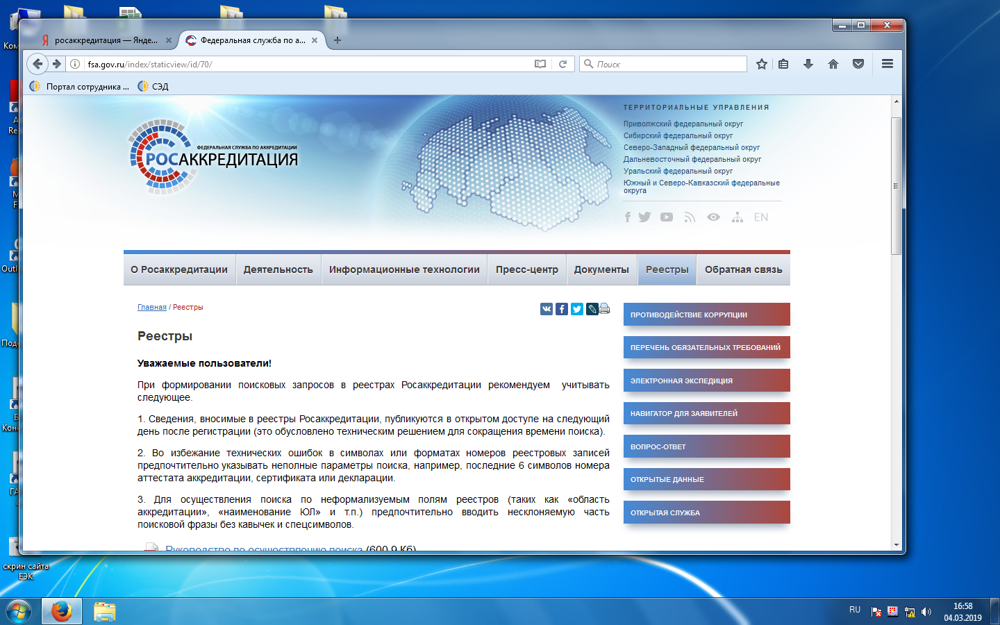 росаккредитация — Янде...
Федеральная служба по а...
fsa.gov.ru/index/staticview/id/70/
Поиск
Портал сотрудника ...
СЭД
ФЕДЕРАЛЬНАЯ СЛУЖБА ПО АККРЕДИТАЦИИ
РОСАККРЕДИТАЦИЯ
ТЕРРИТОРИАЛЬНЫЕ УПРАВЛЕНИЯ
Приволжский федеральный округ
Сибирский федеральный округ
Северо-Западный федеральный округ
Дальневосточный федеральный округ
Уральский федеральный округ
Южный и Северо-Кавказский федеральные
округа
EN
О Росаккредитации
Деятельность
Информационные технологии
Пресс-центр
Документы
Реестры
Обратная связь
Главная / Реестры
Реестры
Уважаемые пользователи!
При формировании поисковых запросов в реестрах Росаккредитации рекомендуем учитывать
следующее.
1. Сведения, вносимые в реестры Росаккредитации, публикуются в открытом доступе на следующий
день после регистрации (это обусловлено техническим решением для сокращения времени поиска).
2. Во избежание технических ошибок в символах или форматах номеров реестровых записей
предпочтительно указывать неполные параметры поиска, например, последние 6 символов номера
аттестата аккредитации, сертификата или декларации.
3. Для осуществления поиска по неформализуемым полям реестров (таких как «область
аккредитации», «наименование ЮЛ» и т.п.) предпочтительно вводить несклоняемую часть
поисковой фразы без кавычек и спецсимволов.
Руководство по осуществлению поиска (600.9 Кб)
ПРОТИВОДЕЙСТВИЕ КОРРУПЦИИ
ПЕРЕЧЕНЬ ОБЯЗАТЕЛЬНЫХ ТРЕБОВАНИЙ
ЭЛЕКТРОННАЯ ЭКСПЕДИЦИЯ
НАВИГАТОР ДЛЯ ЗАЯВИТЕЛЕЙ
ВОПРОС-ОТВЕТ
ОТКРЫТЫЕ ДАННЫЕ
ОТКРЫТАЯ СЛУЖБА
скрин сайта
ЕЭК
RU
16:58
04.03.2019